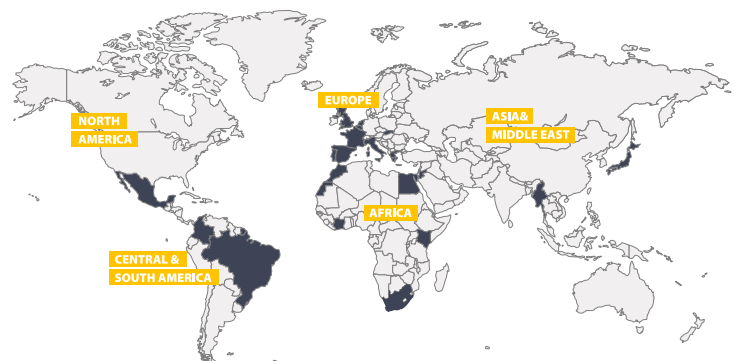 EUROPE
NORTH
AMERICA
ASIA&
MIDDLE EAST
AFRICA
CENTRAL &
SOUTH AMERICA